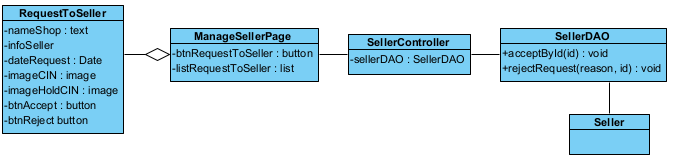 RequestToSeller
-nameShop : text
-infoSeller
-dateRequest : Date
-imageCIN : image
-imageHoldCIN : image
-btnAccept : button
-btnReject button
ManageSellerPage
-btnRequestToSeller : button
-listRequestToSeller : list
SellerController
-sellerDAO : SellerDAO
SellerDAO
+acceptById(id) : void
+rejectRequest(reason, id) : void
Seller